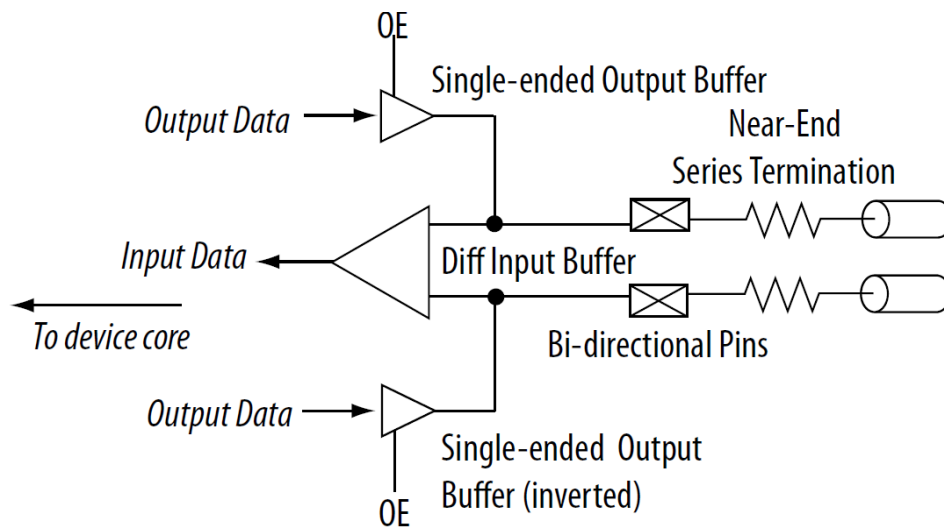 OE
Single-ended Output Buffer
Output Data
Near-End
Series Termination
Input Data
Diff Input Buffer
To device core
Bi-directional Pins
Output Data
Single-ended Output
Buffer (inverted)
OE